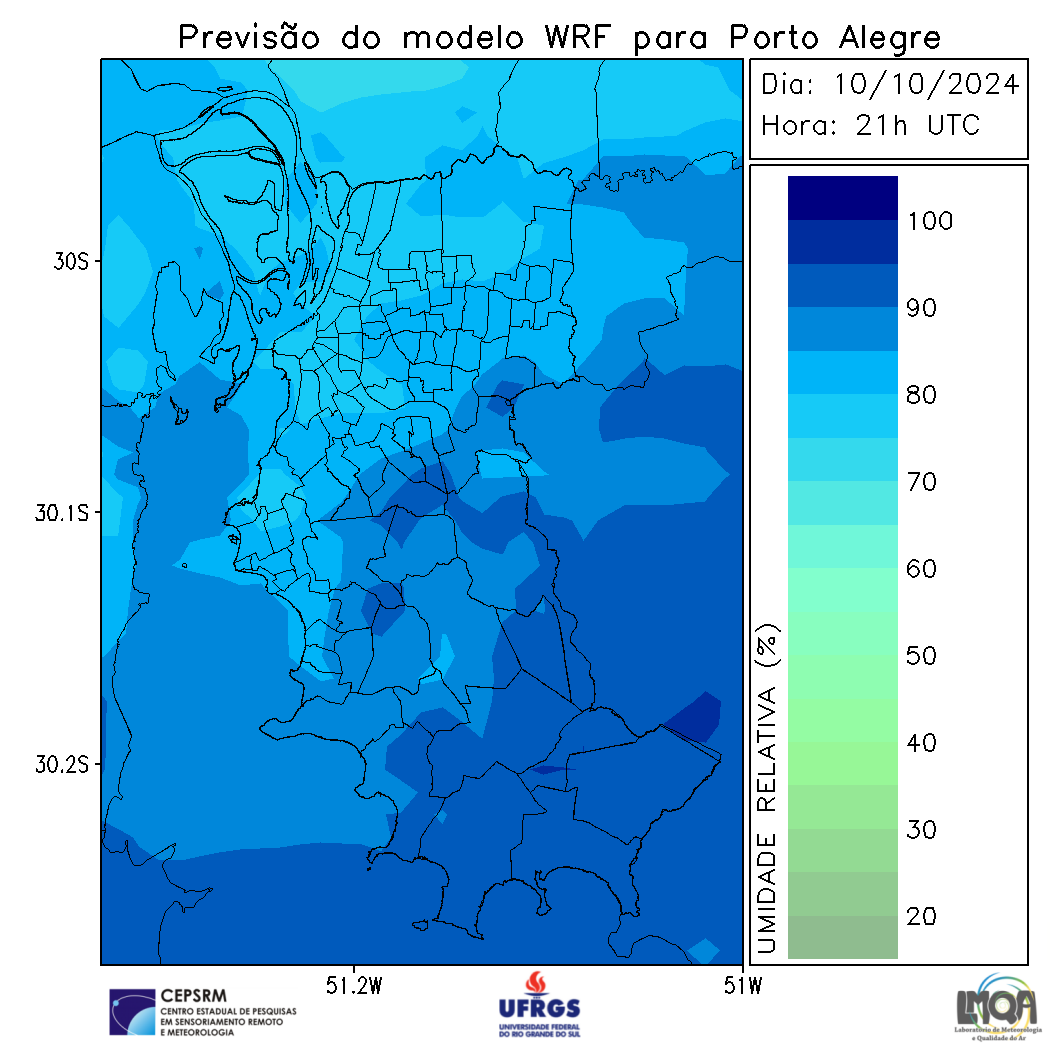 Previsão do modelo WRF para Porto Alegre
Dia: 10/10/2024
Hora: 21h UTC
100
90
80
70
60
50
40
30
20
UMIDADE RELATIVA (%)
30S
30.1S
30.2S
51.2W
51W
CEPSRM
CENTRO ESTADUAL DE PESQUISAS
EM SENSORIAMENTO REMOTO
E METEOROLOGIA
UFRGS
UNIVERSIDADE FEDERAL
DO RIO GRANDE DO SUL
LMQA
Laboratório de Meteorologia
e Qualidade do Ar